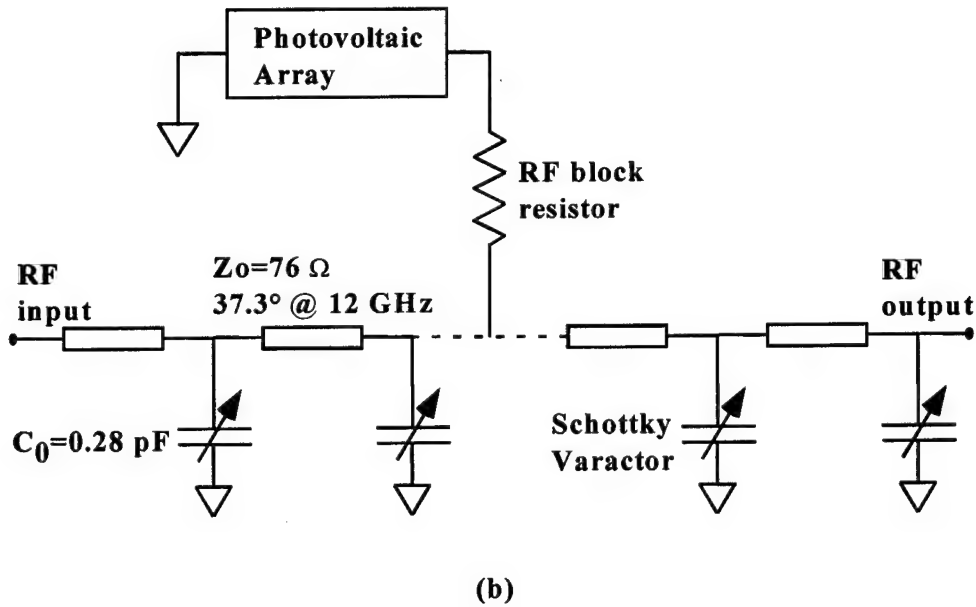 Photovoltaic
Array
RF block
resistor
RF
input
Zo=76 Ω
37.3° @ 12 GHz
RF
output
C0=0.28 pF
Schottky
Varactor
(b)